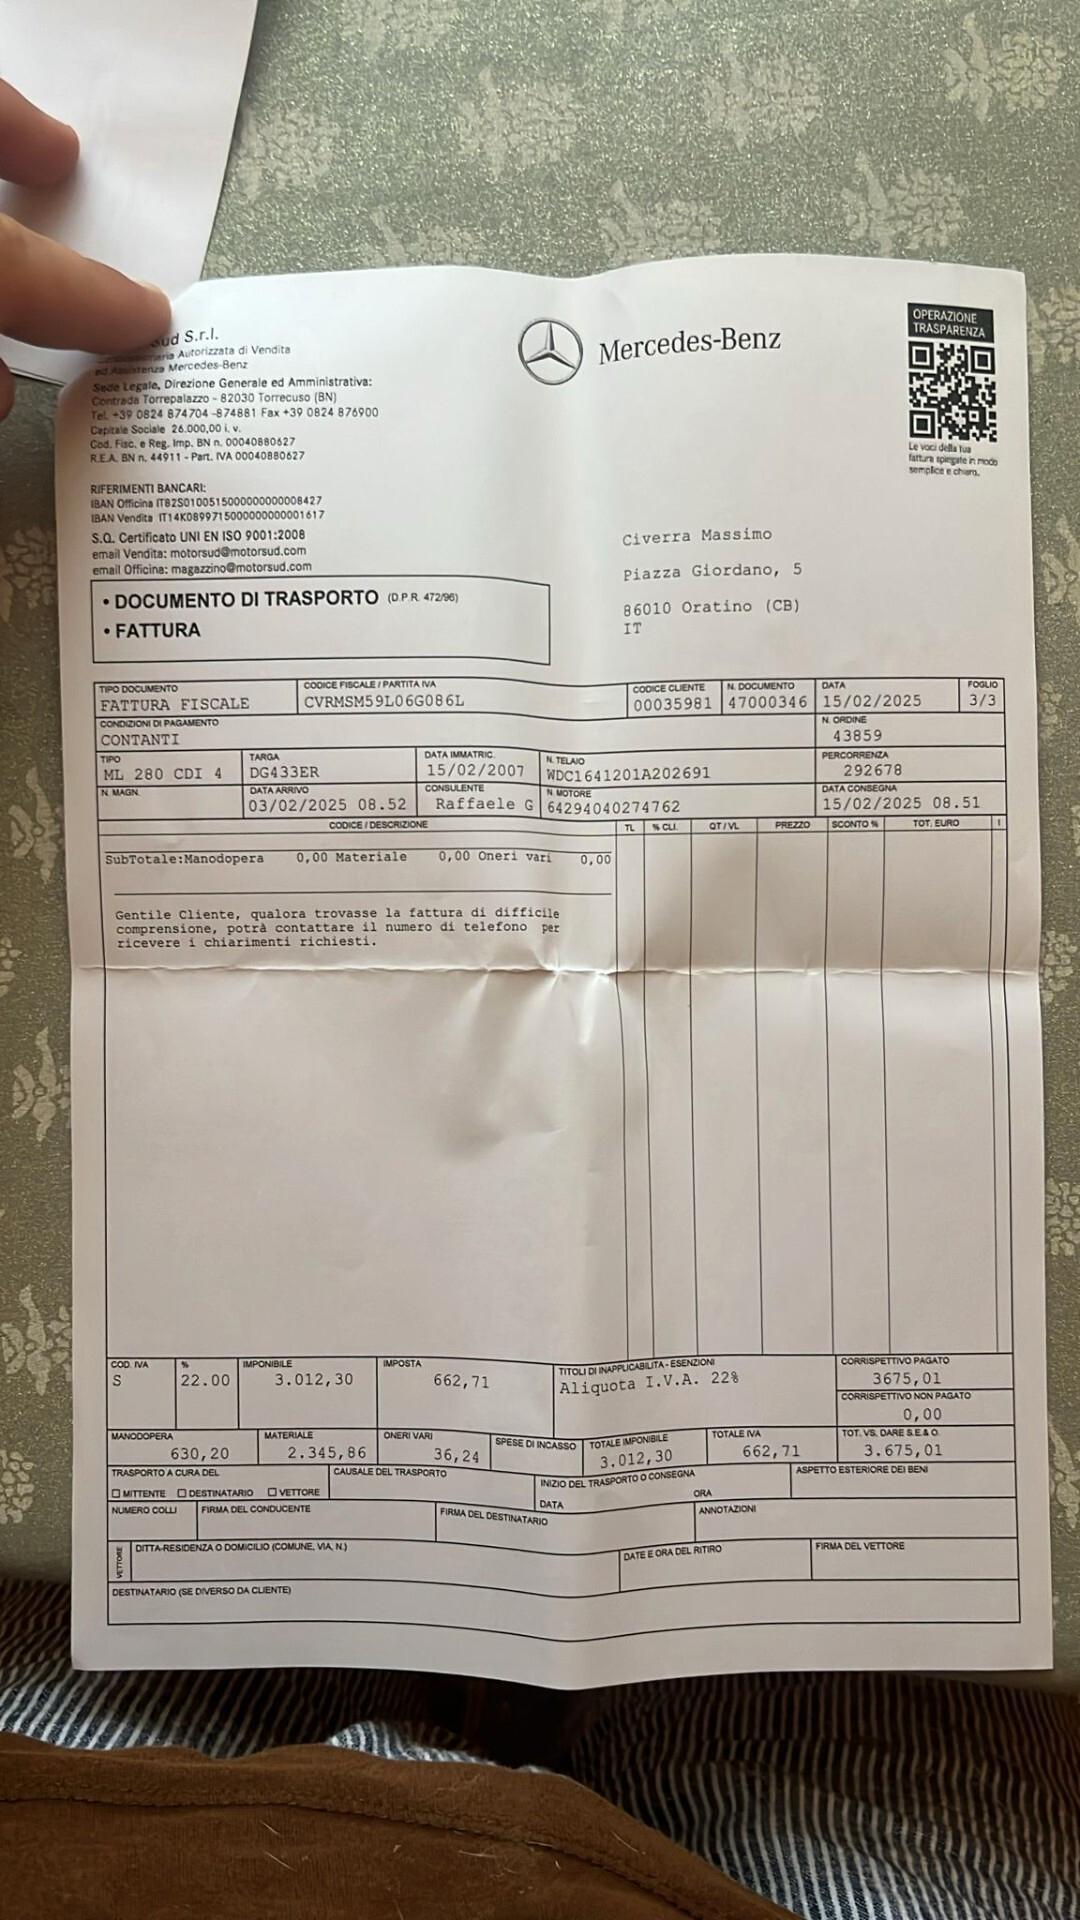 Sud S.r.l.
Autorizzata di Vendita
ed Assistenza Mercedes-Benz
Sede Legale, Direzione Generale ed Amministrativa:
Contrada Torrepalazzo - 82030 Torrecuso (BN)
Tel. +39 0824 874704 -874881 Fax +39 0824 876900
Capitale Sociale 26.000,00 i. v.
Cod. Fisc. e Reg. Imp. BN n. 00040880627
R.E.A. BN n. 44911 - Part. IVA 00040880627
RIFERIMENTI BANCARI:
IBAN Officina IT82S0100515000000000008427
IBAN Vendita IT14K0899715000000000001617
S.Q. Certificato UNI EN ISO 9001:2008
email Vendita: motorsud@motorsud.com
email Officina: magazzino@motorsud.com
Mercedes-Benz
OPERAZIONE
TRASPARENZA
Le voci della tua
fattura spiegate in modo
semplice e chiaro.
Civerra Massimo
Piazza Giordano, 5
86010 Oratino (CB)
IT
• DOCUMENTO DI TRASPORTO (D.P.R. 472/96)
• FATTURA
TIPO DOCUMENTO CODICE FISCALE / PARTITA IVA CODICE CLIENTE N. DOCUMENTO DATA FOGLIO
FATTURA FISCALE CVRMSM59L06G086L 00035981 47000346 15/02/2025 3/3
CONDIZIONI DI PAGAMENTO N. ORDINE
CONTANTI 43859
TIPO TARGA DATA IMMATRIC. N. TELAIO PERCORRENZA
ML 280 CDI 4 DG433ER 15/02/2007 WDC1641201A202691 292678
N. MAGN. DATA ARRIVO CONSULENTE N. MOTORE DATA CONSEGNA
03/02/2025 08.52 Raffaele G 64294040274762 15/02/2025 08.51
CODICE / DESCRIZIONE TL % CLI. QT / VL PREZZO SCONTO % TOT. EURO I
SubTotale:Manodopera 0,00 Materiale 0,00 Oneri vari 0,00
Gentile Cliente, qualora trovasse la fattura di difficile
comprensione, potrà contattare il numero di telefono per
ricevere i chiarimenti richiesti.
COD. IVA % IMPONIBILE IMPOSTA TITOLI DI INAPPLICABILITA - ESENZIONI CORRISPETTIVO PAGATO
S 22.00 3.012,30 662,71 Aliquota I.V.A. 22% 3675,01
CORRISPETTIVO NON PAGATO
0,00
MANODOPERA MATERIALE ONERI VARI SPESE DI INCASSO TOTALE IMPONIBILE TOTALE IVA TOT. VS. DARE S.E.& O.
630,20 2.345,86 36,24 3.012,30 662,71 3.675,01
TRASPORTO A CURA DEL CAUSALE DEL TRASPORTO INIZIO DEL TRASPORTO O CONSEGNA ASPETTO ESTERIORE DEI BENI
MITTENTE DESTINATARIO VETTORE DATA ORA
NUMERO COLLI FIRMA DEL CONDUCENTE FIRMA DEL DESTINATARIO ANNOTAZIONI
VETTORE DITTA-RESIDENZA O DOMICILIO (COMUNE, VIA, N.) DATE E ORA DEL RITIRO FIRMA DEL VETTORE
DESTINATARIO (SE DIVERSO DA CLIENTE)